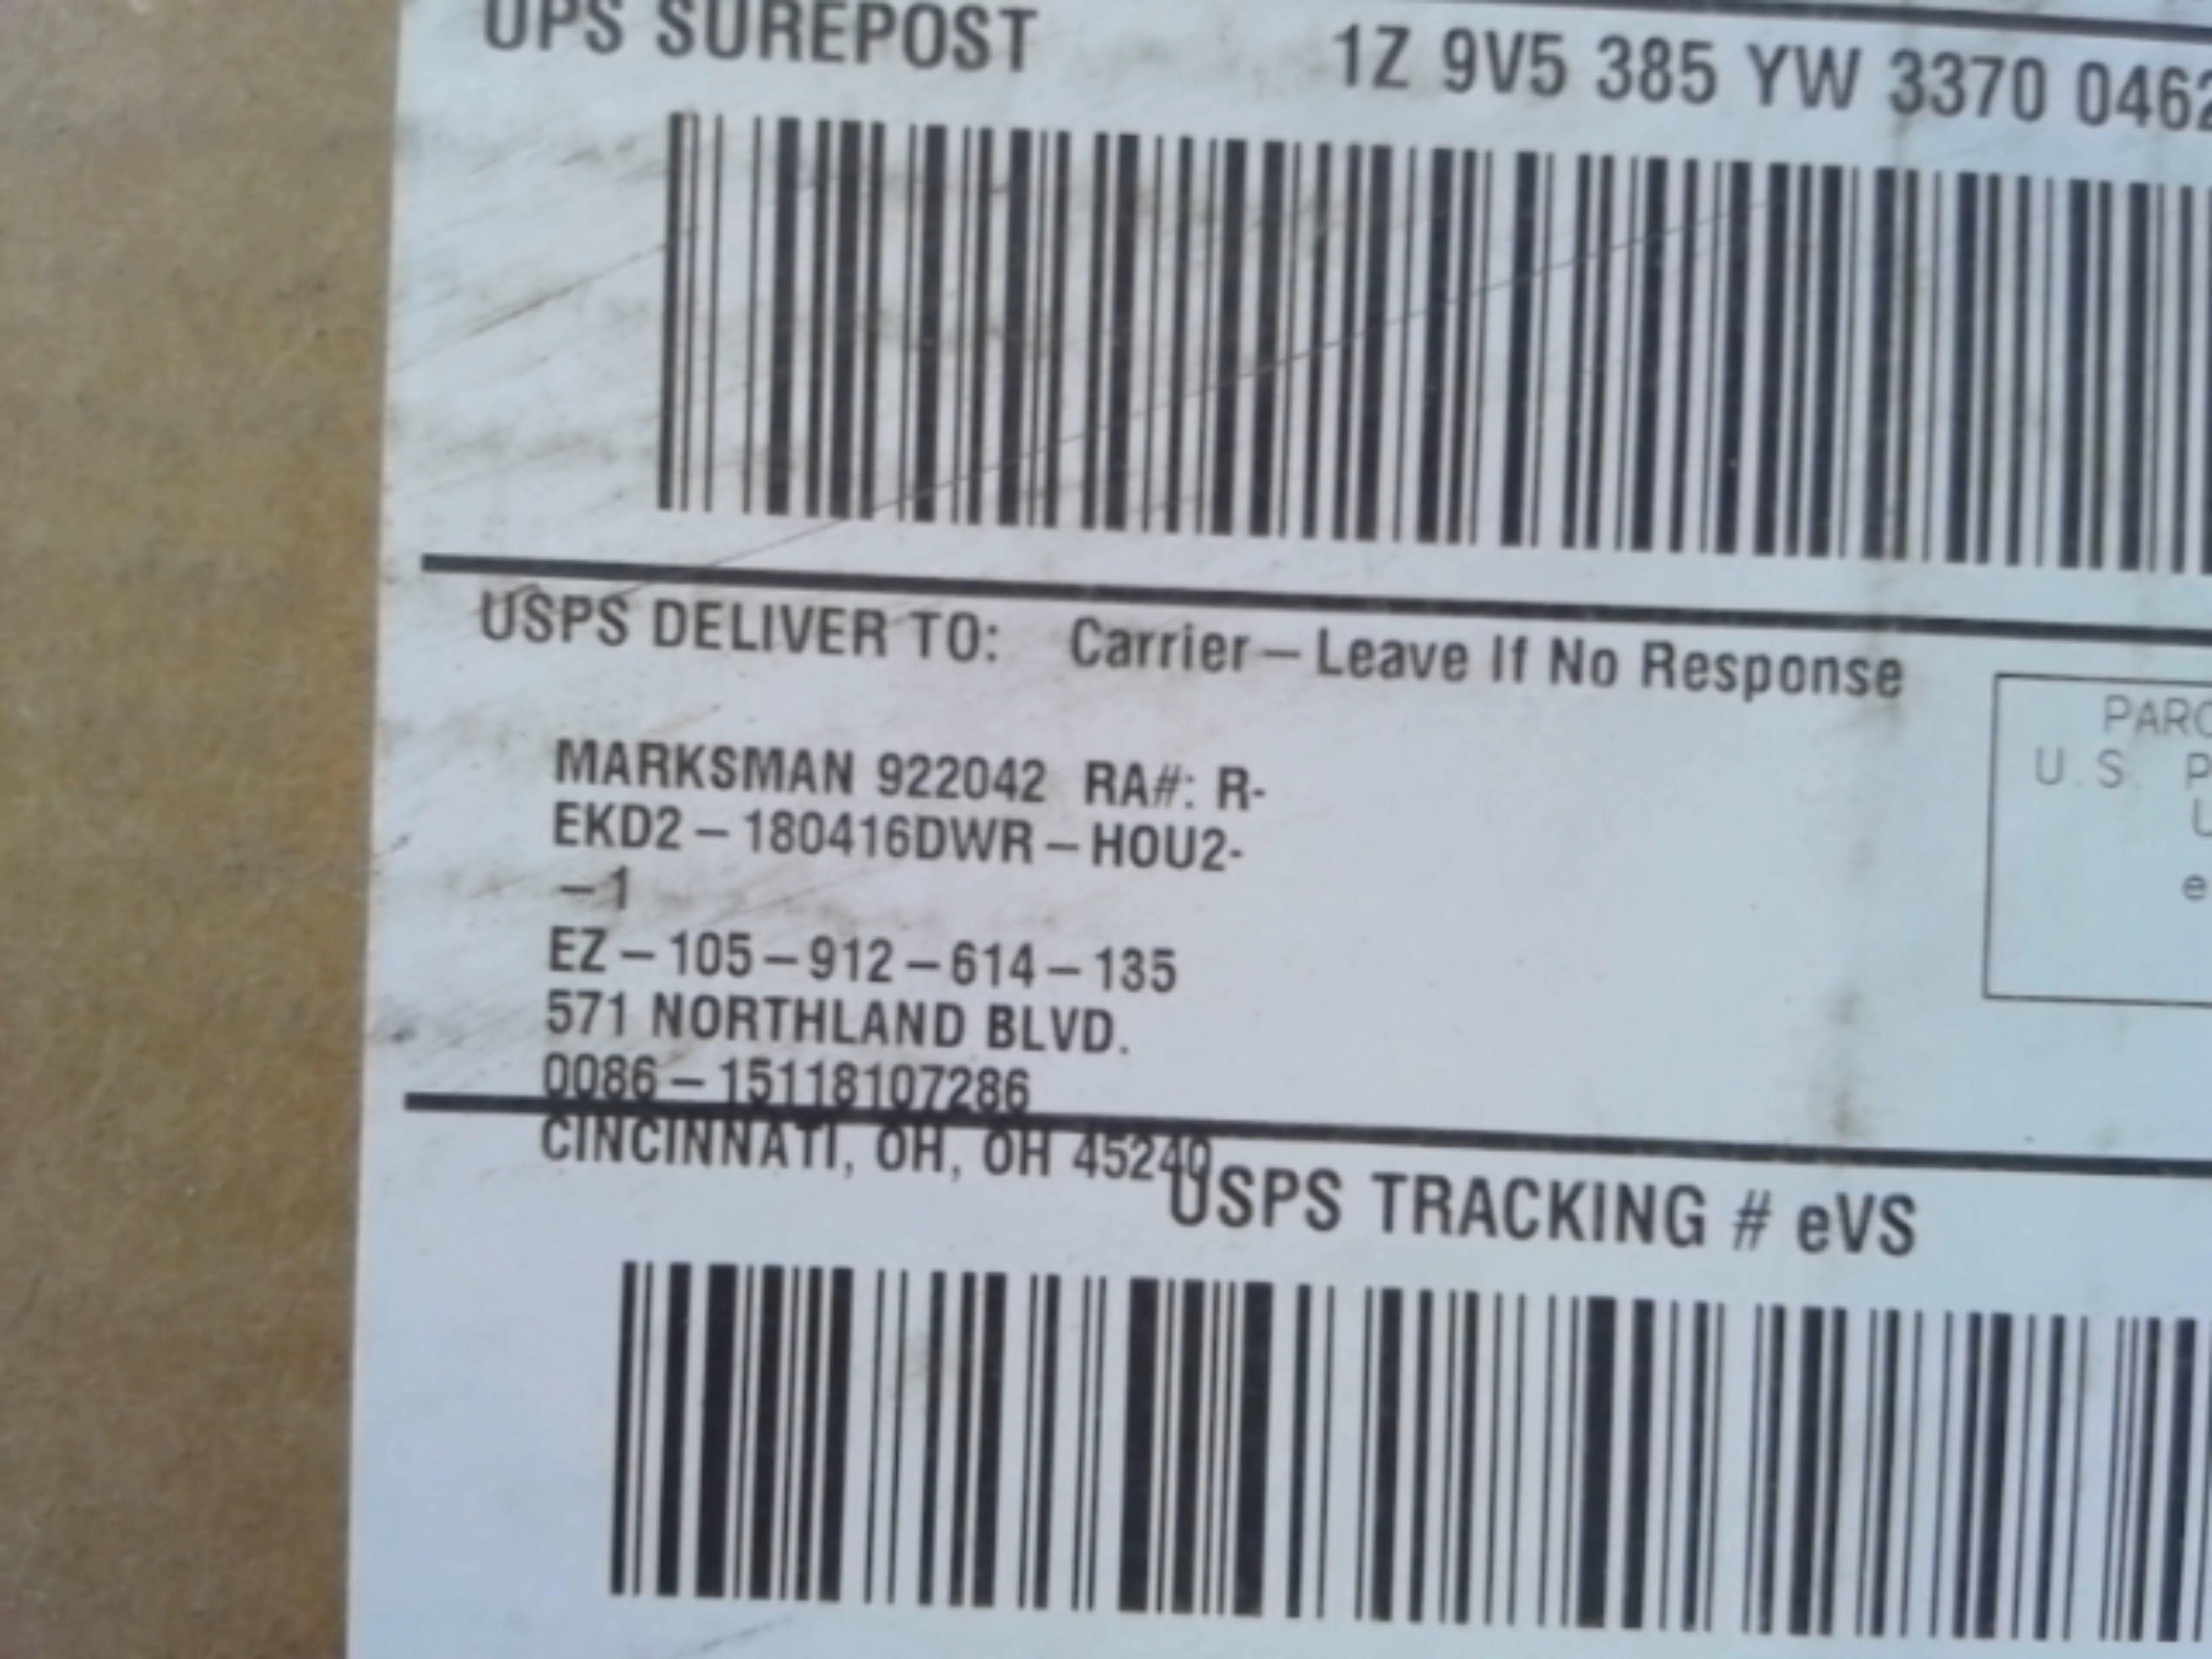 UPS SUREPOST 1Z 9V5 385 YW 3370 0462
USPS DELIVER TO: Carrier – Leave If No Response
MARKSMAN 922042 RA#: R-
EKD2 – 180416DWR – HOU2-
– 1
EZ – 105 – 912 – 614 – 135
571 NORTHLAND BLVD.
0086 – 15118107286
CINCINNATI, OH, OH 45240
U.S.
e
USPS TRACKING # eVS